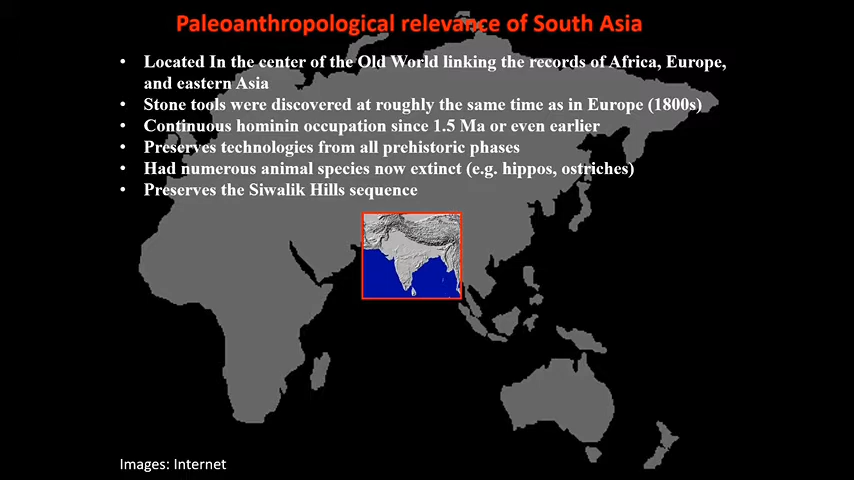 Paleoanthropological relevance of South Asia
• Located In the center of the Old World linking the records of Africa, Europe,
and eastern Asia
• Stone tools were discovered at roughly the same time as in Europe (1800s)
• Continuous hominin occupation since 1.5 Ma or even earlier
• Preserves technologies from all prehistoric phases
• Had numerous animal species now extinct (e.g. hippos, ostriches)
• Preserves the Siwalik Hills sequence
Images: Internet